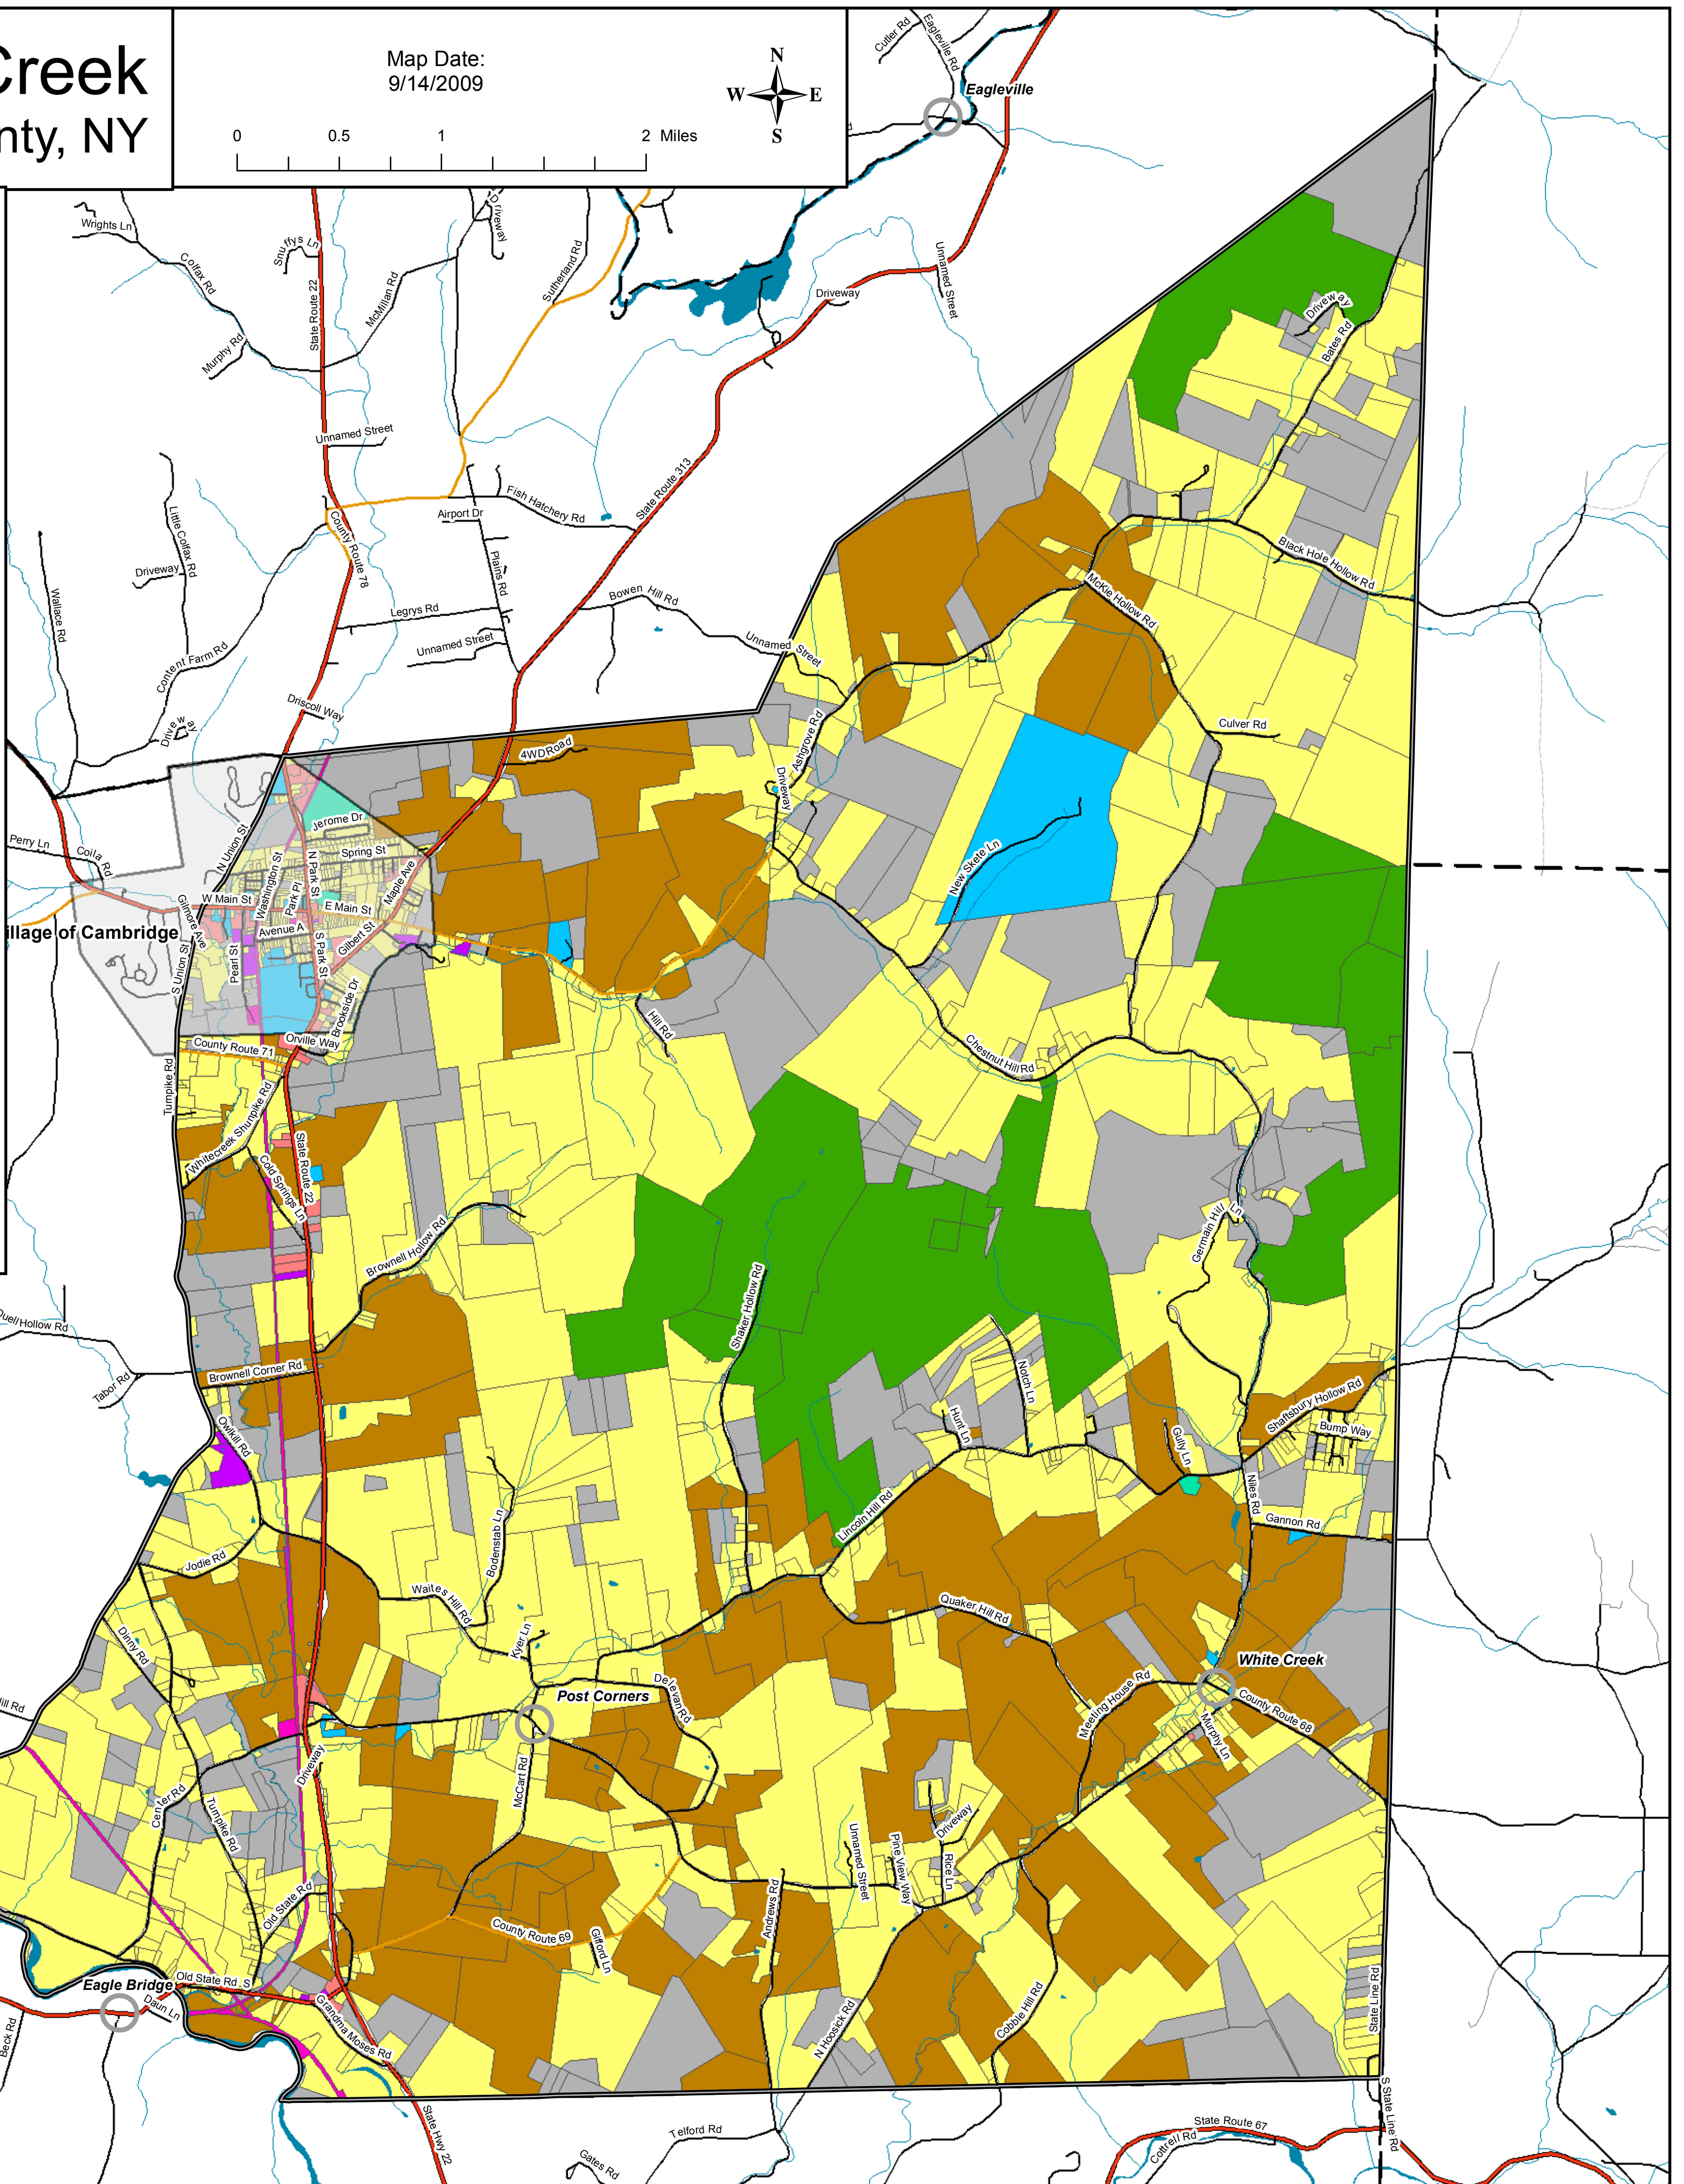 Creek
nty, NY
Map Date:
9/14/2009
N
W E
S
0 0.5 1 2 Miles
Cutler Rd
Eagleville Rd
Eagleville
Wrights Ln
Colfax Rd
Snuffys Ln
State Route 22
McMillan Rd
Murphy Rd
Driveway
Sutherland Rd
Driveway
Unnamed Street
Driveway
Bates Rd
Unnamed Street
State Route 313
Fish Hatchery Rd
Airport Dr
County Route 78
Plains Rd
Little Colfax Rd
Driveway
Wallace Rd
Legrys Rd
Bowen Hill Rd
Unnamed Street
Unnamed Street
Content Farm Rd
Black Hole Hollow Rd
McKie Hollow Rd
Driscoll Way
Driveway
Culver Rd
4WD Road
Ashgrove Rd
Driveway
Jerome Dr
Spring St
N Union St
Perry Ln
Coila Rd
N Park St
Washington St
Park Pl
Maple Ave
New Skete Ln
W Main St
E Main St
Gilmore Ave
Avenue A
Gilbert St
illage of Cambridge
Pearl St
S Park St
S Union St
Brookside Dr
Hill Rd
Orville Way
County Route 71
Chestnut Hill Rd
Turnpike Rd
Whitecreek Shunpike Rd
State Route 22
Cold Springs Ln
Brownell Hollow Rd
Germain Hill Ln
Shaker Hollow Rd
Duell Hollow Rd
Brownell Corner Rd
Tabor Rd
Notch Ln
Hunt Ln
Shaftsbury Hollow Rd
Bump Way
Gully Ln
Owlkill Rd
Niles Rd
Gannon Rd
Lincoln Hill Rd
Bodenstab Ln
Jodie Rd
Waites Hill Rd
Quaker Hill Rd
Kyer Ln
Dinny Rd
White Creek
Delevan Rd
Post Corners
Meeting House Rd
County Route 68
Murphy Ln
ill Rd
Driveway
McCart Rd
Center Rd
Turnpike Rd
Driveway
Unnamed Street
Pine View Way
Rice Ln
Old State Rd
Andrews Rd
County Route 69
Gifford Ln
Eagle Bridge
Old State Rd S
Daun Ln
Grandma Moses Rd
N Hoosick Rd
Cobble Hill Rd
State Line Rd
Beck Rd
State Hwy 22
Telford Rd
Gates Rd
State Route 67
Cottrell Rd
S State Line Rd